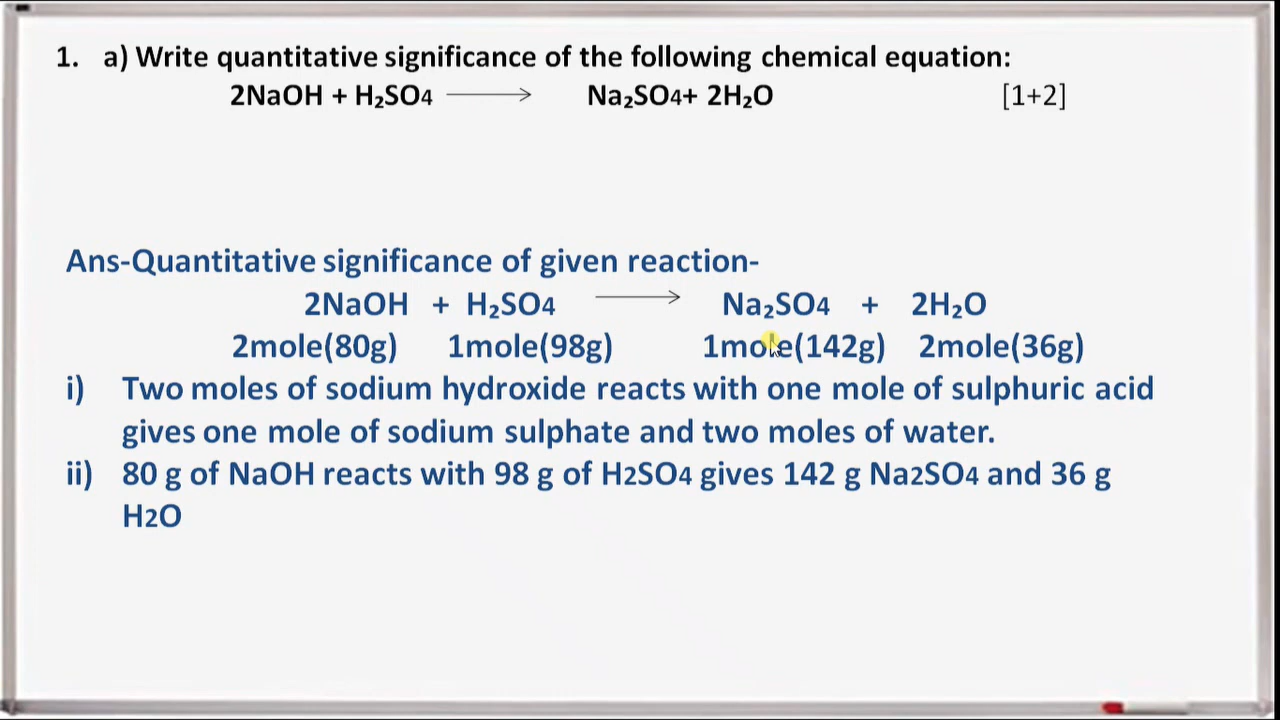 1. a) Write quantitative significance of the following chemical equation:
2NaOH + H₂SO4 ⟶ Na₂SO4+ 2H₂O [1+2]
Ans-Quantitative significance of given reaction-
2NaOH + H₂SO4 ⟶ Na₂SO4 + 2H₂O
2mole(80g) 1mole(98g) 1mole(142g) 2mole(36g)
i) Two moles of sodium hydroxide reacts with one mole of sulphuric acid
gives one mole of sodium sulphate and two moles of water.
ii) 80 g of NaOH reacts with 98 g of H2SO4 gives 142 g Na2SO4 and 36 g
H2O